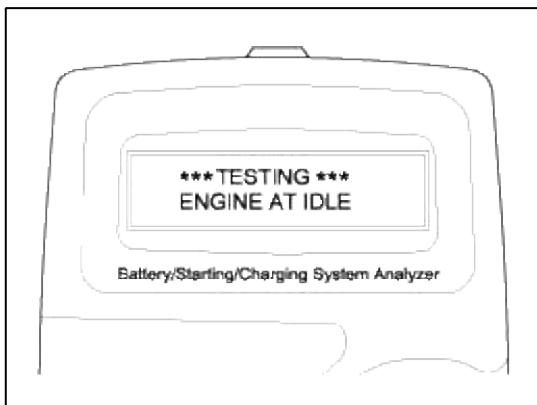 *** TESTING ***
ENGINE AT IDLE
Battery/Starting/Charging System Analyzer